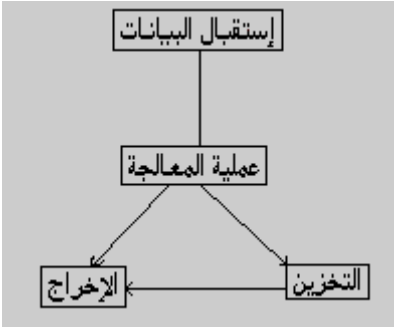 إستقبال البيانات
عملية المعالجة
التخزين
الإخراج